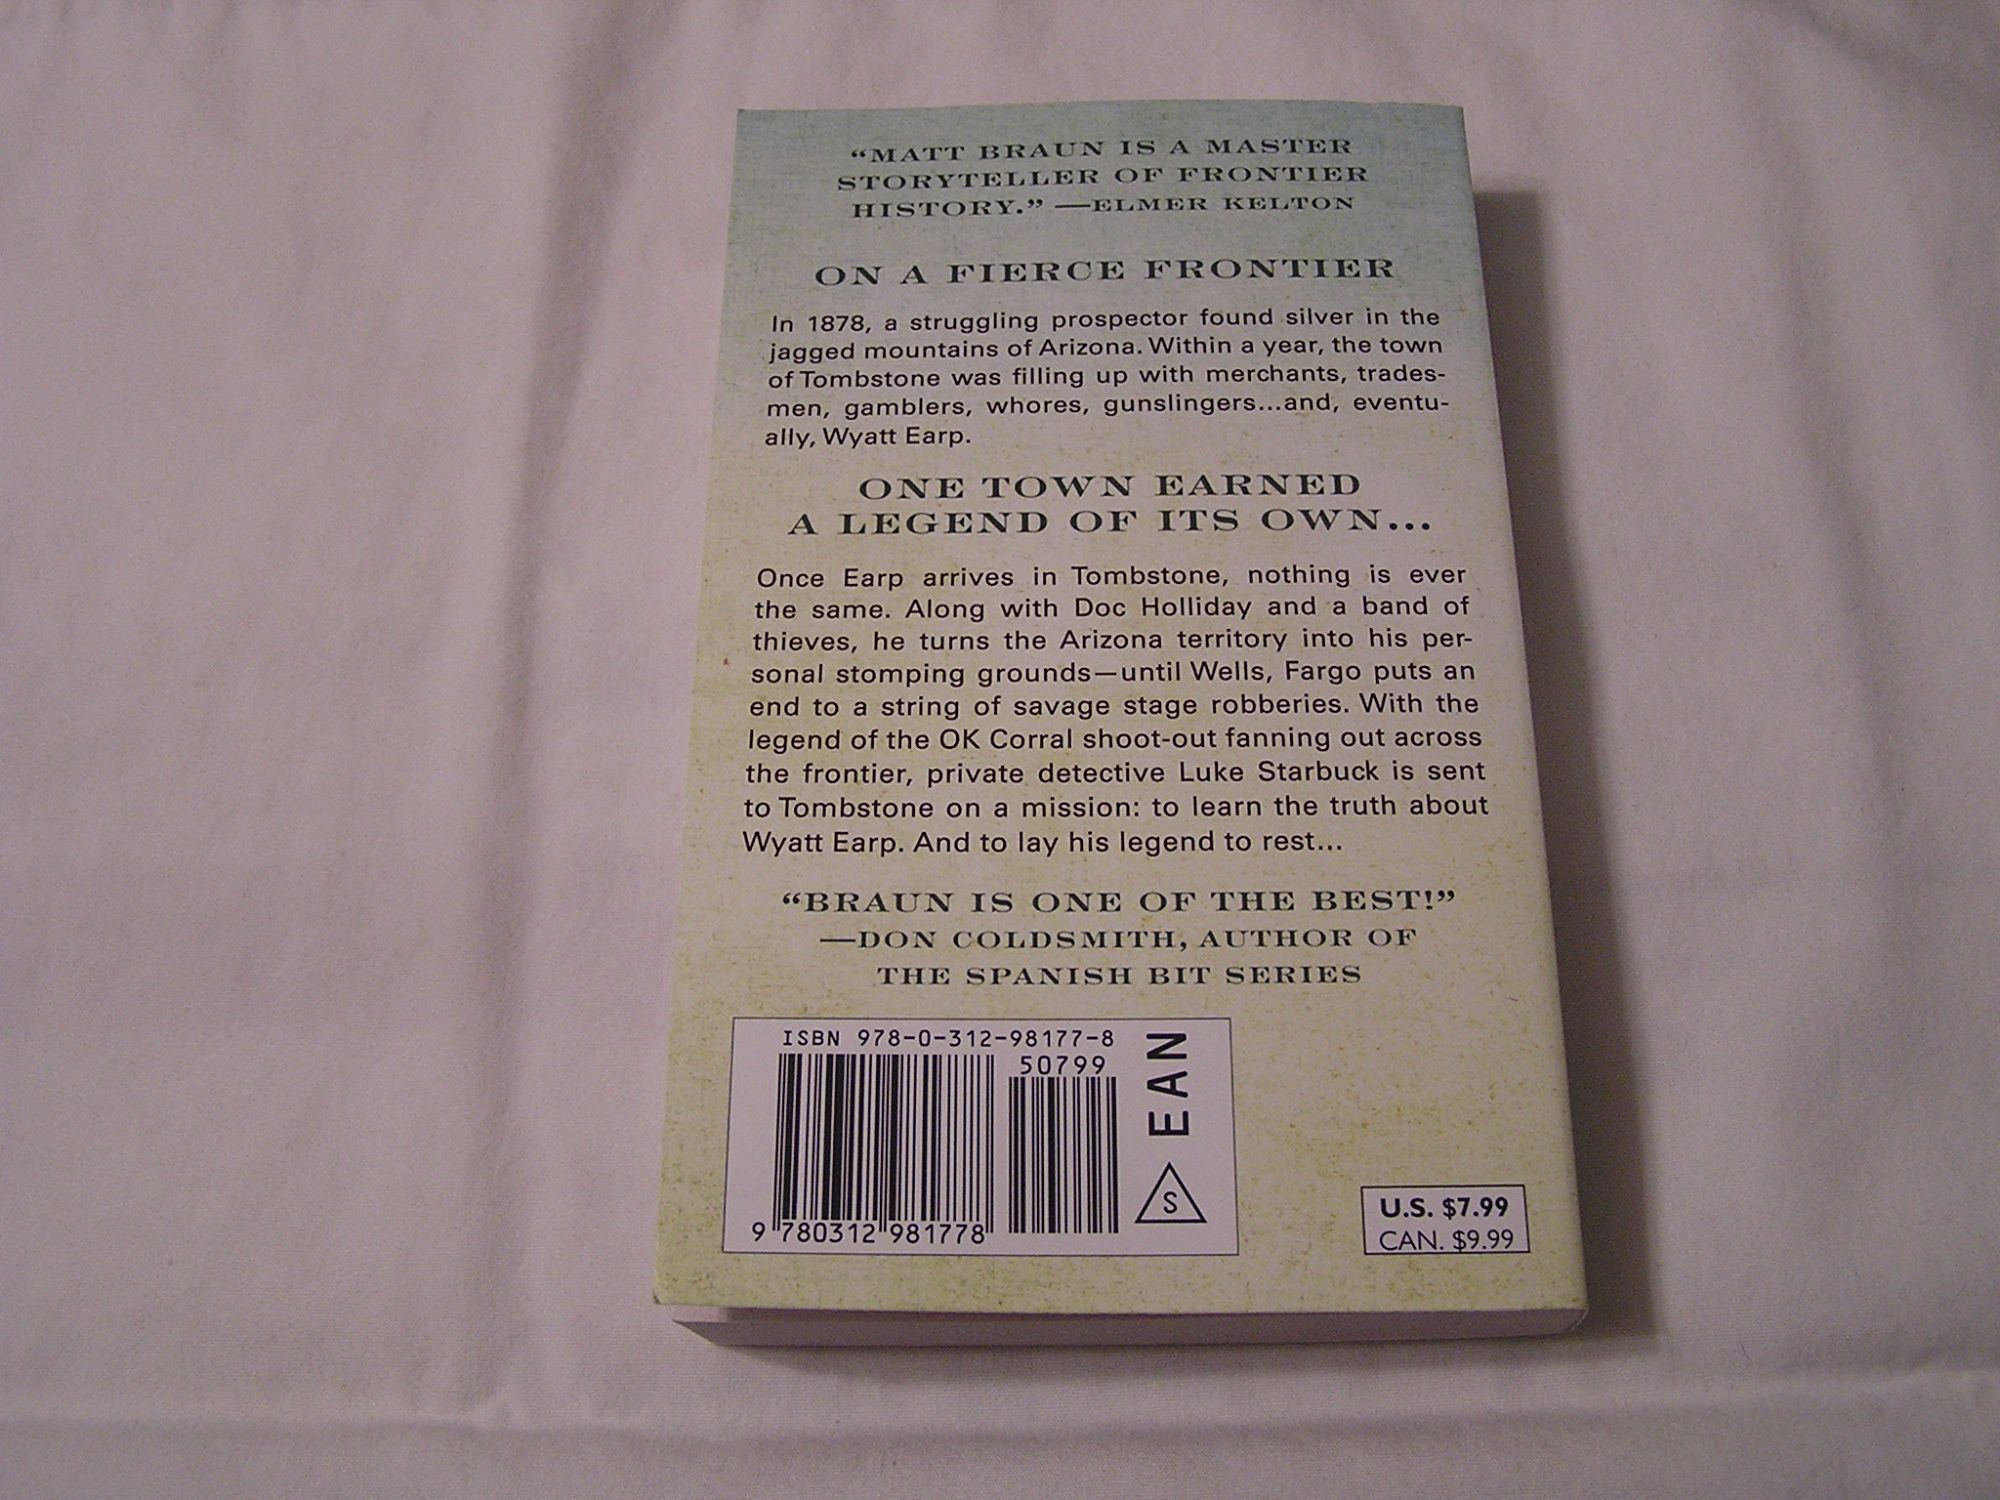 “MATT BRAUN IS A MASTER
STORYTELLER OF FRONTIER
HISTORY.” —ELMER KELTON
ON A FIERCE FRONTIER
In 1878, a struggling prospector found silver in the
jagged mountains of Arizona. Within a year, the town
of Tombstone was filling up with merchants, trades-
men, gamblers, whores, gunslingers...and, eventu-
ally, Wyatt Earp.
ONE TOWN EARNED
A LEGEND OF ITS OWN...
Once Earp arrives in Tombstone, nothing is ever
the same. Along with Doc Holliday and a band of
thieves, he turns the Arizona territory into his per-
sonal stomping grounds—until Wells, Fargo puts an
end to a string of savage stage robberies. With the
legend of the OK Corral shoot-out fanning out across
the frontier, private detective Luke Starbuck is sent
to Tombstone on a mission: to learn the truth about
Wyatt Earp. And to lay his legend to rest...
“BRAUN IS ONE OF THE BEST!”
—DON COLDSMITH, AUTHOR OF
THE SPANISH BIT SERIES
ISBN 978-0-312-98177-8
50799
9 780312 981778
EAN
S
U.S. $7.99
CAN. $9.99